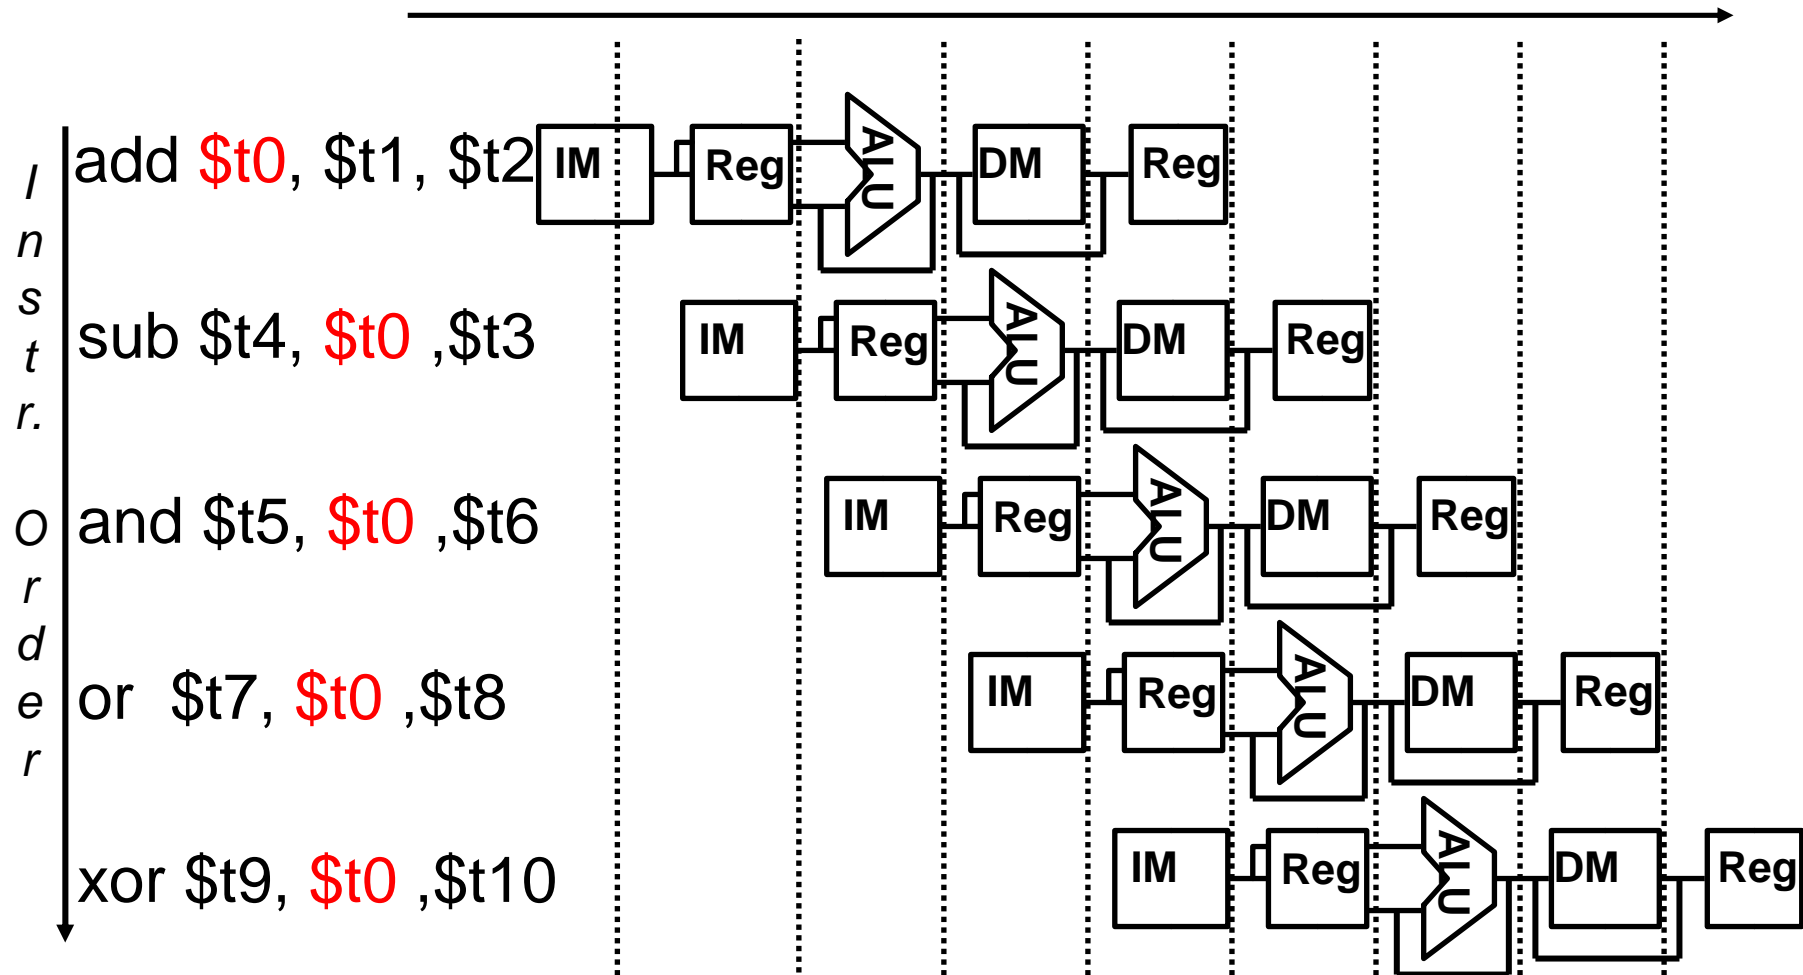 Instr. Order
add $t0, $t1, $t2 IM Reg ALU DM Reg
sub $t4, $t0 ,$t3 IM Reg ALU DM Reg
and $t5, $t0 ,$t6 IM Reg ALU DM Reg
or $t7, $t0 ,$t8 IM Reg ALU DM Reg
xor $t9, $t0 ,$t10 IM Reg ALU DM Reg